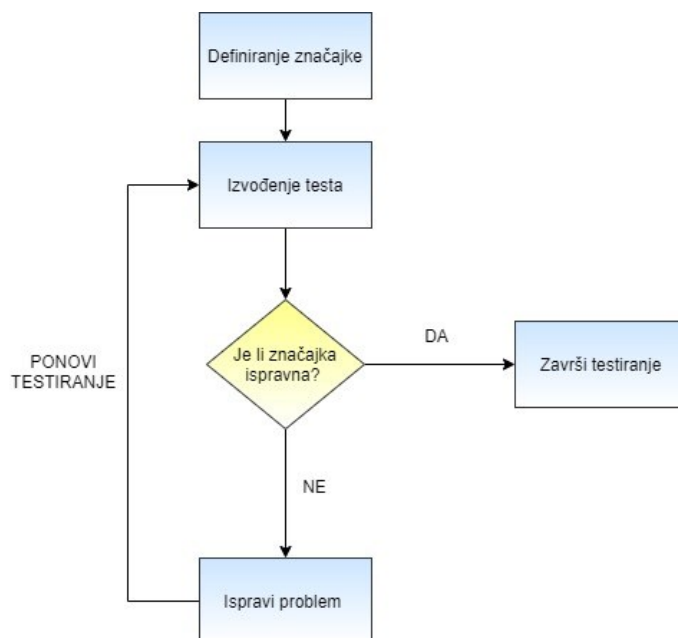 Definiranje značajke
Izvođenje testa
Je li značajka
ispravna?
DA
Završi testiranje
PONOVI
TESTIRANJE
NE
Ispravi problem